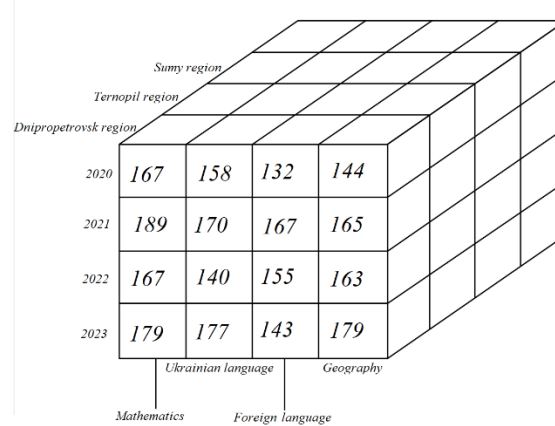 Sumy region
Ternopil region
Dnipropetrovsk region
2020 167 158 132 144
2021 189 170 167 165
2022 167 140 155 163
2023 179 177 143 179
Ukrainian language Geography
Mathematics Foreign language